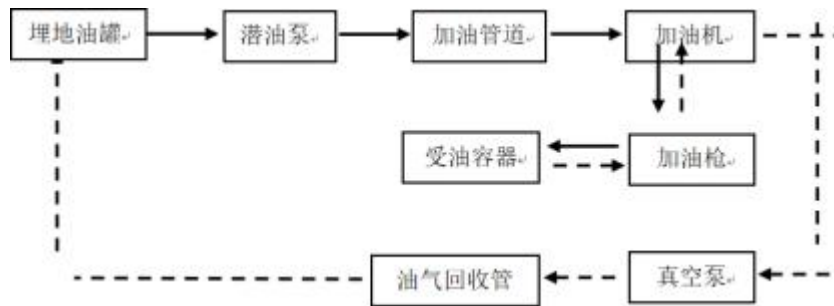 埋地油罐
潜油泵
加油管道
加油机
受油容器
加油枪
油气回收管
真空泵